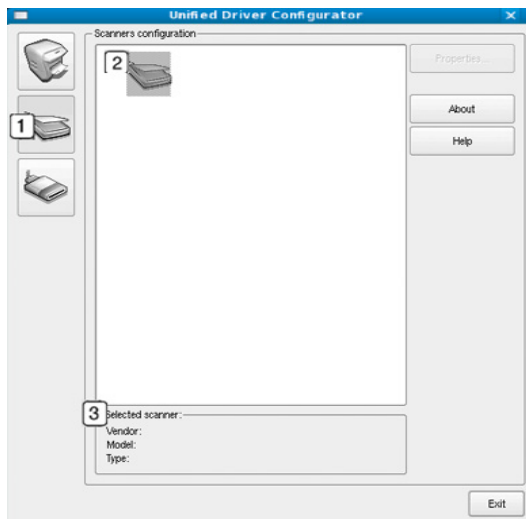 Unified Driver Configurator
Scanners configuration
2
Properties...
1
About
Help
3
Selected scanner:
Vendor:
Model:
Type:
Exit